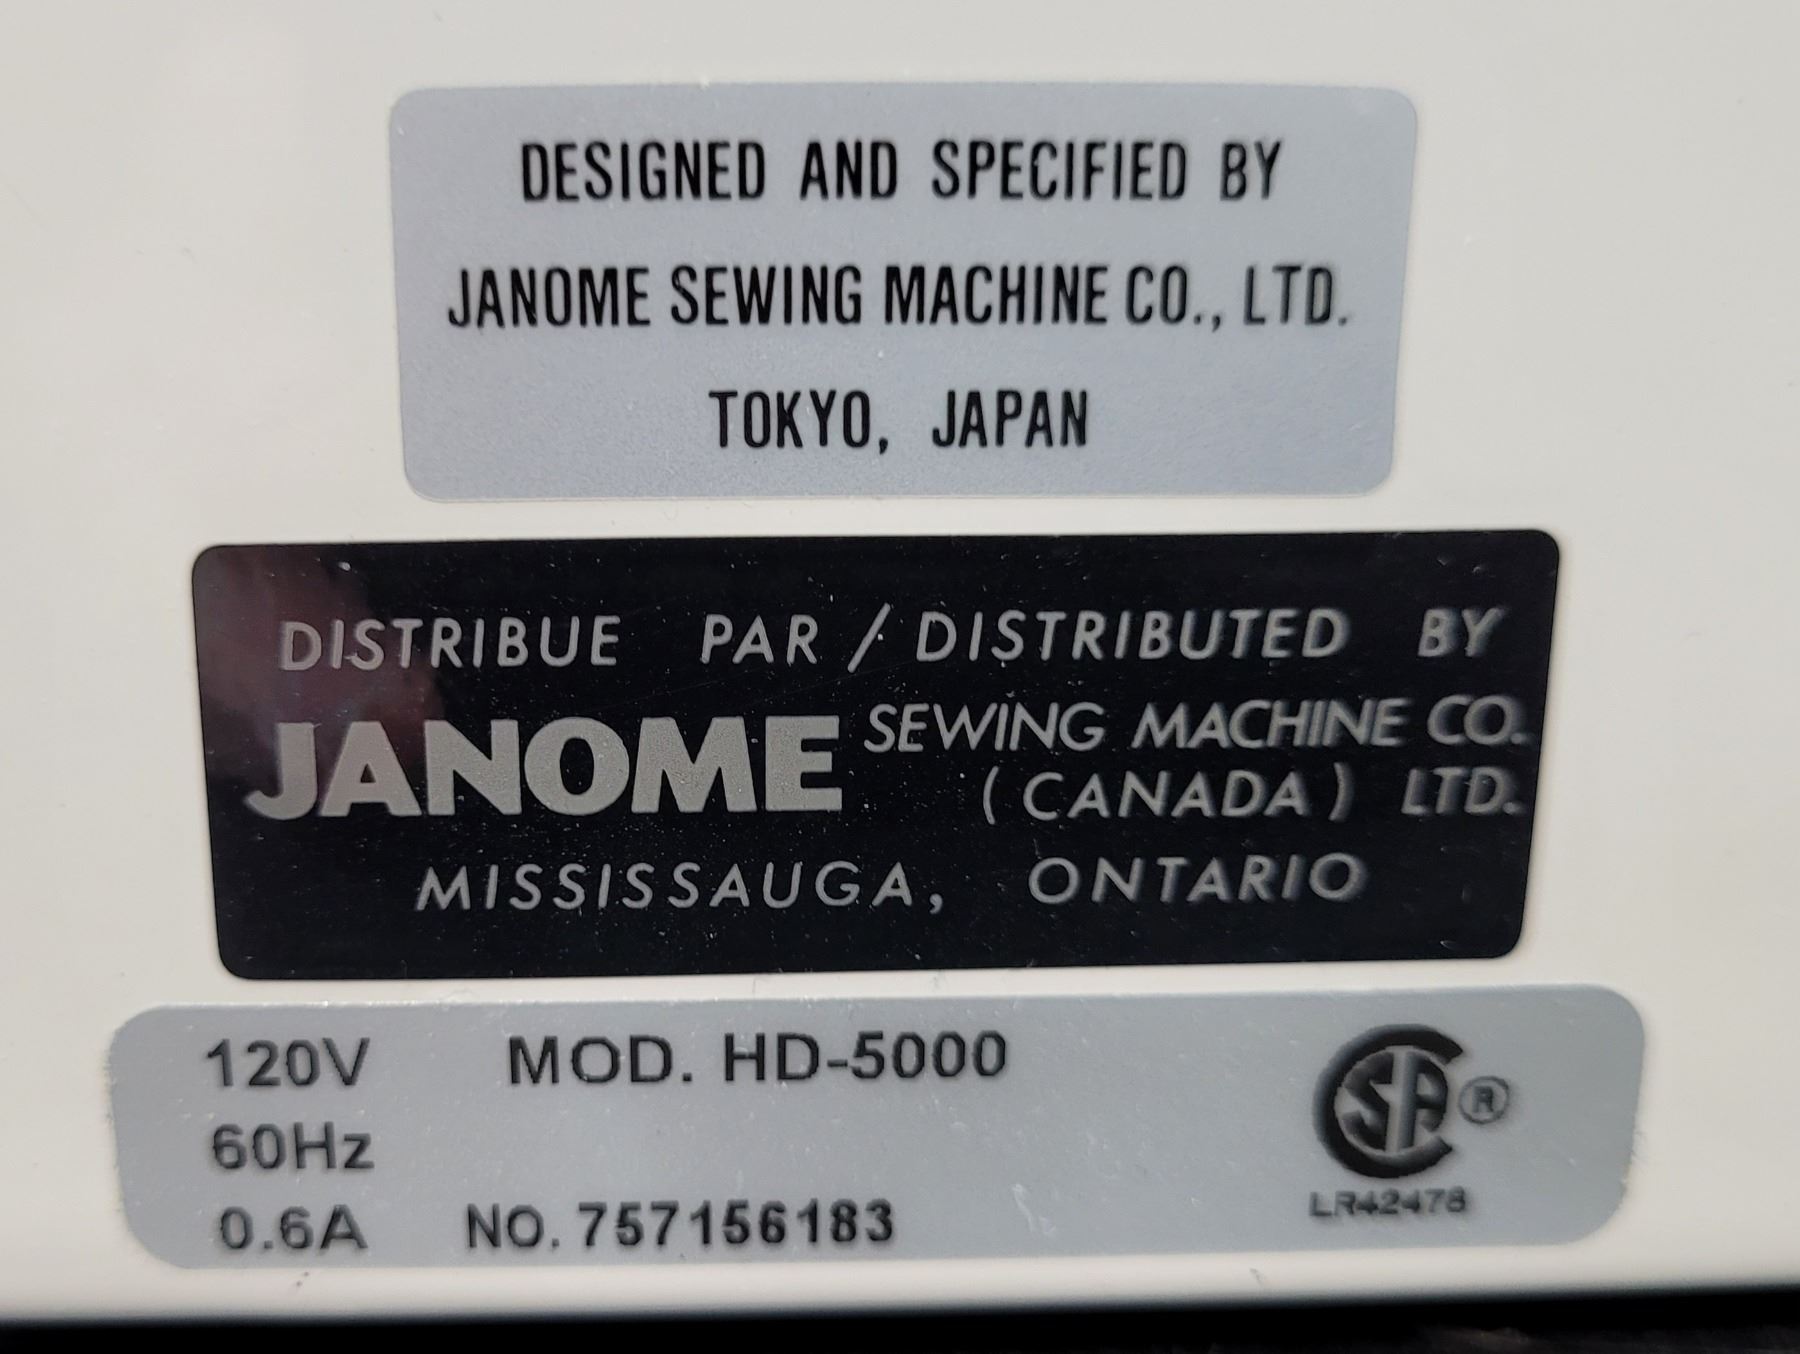 DESIGNED AND SPECIFIED BY
JANOME SEWING MACHINE CO., LTD.
TOKYO, JAPAN
DISTRIBUE PAR / DISTRIBUTED BY
JANOME SEWING MACHINE CO.
(CANADA) LTD.
MISSISSAUGA, ONTARIO
120V MOD. HD-5000
60Hz
0.6A NO. 757156183
SA ®
LR42478